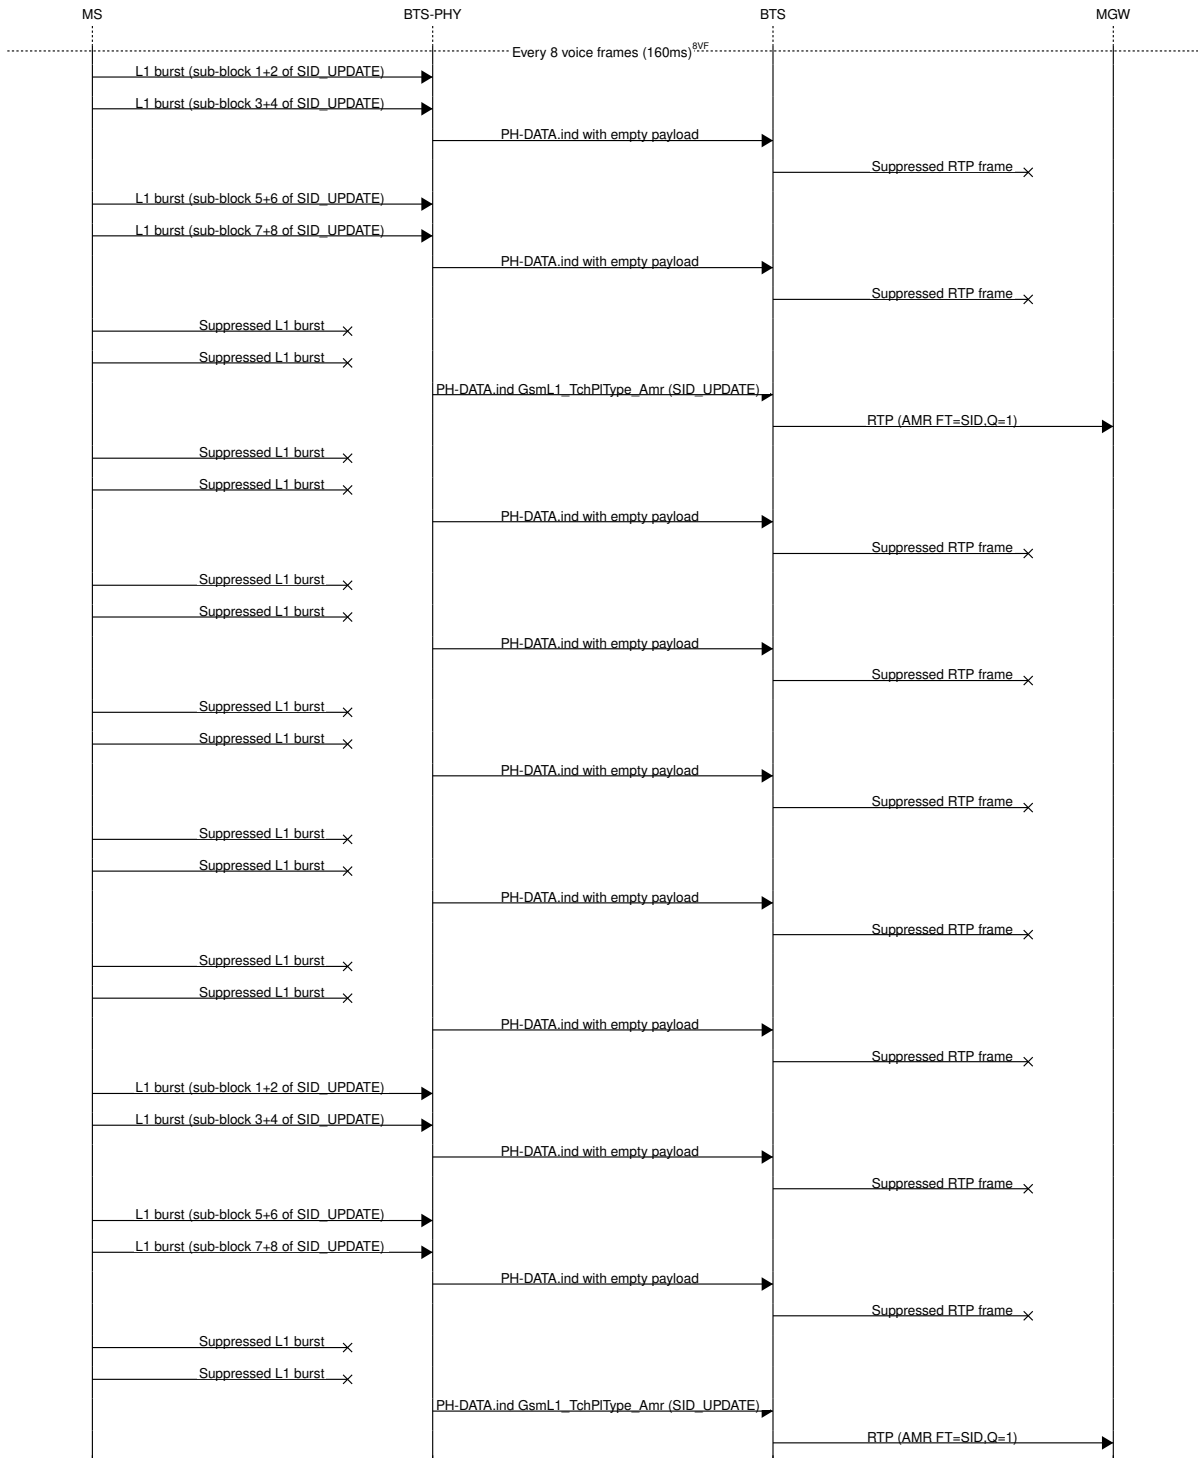 MS BTS-PHY BTS MGW
Every 8 voice frames (160ms)8VF
L1 burst (sub-block 1+2 of SID_UPDATE)
L1 burst (sub-block 3+4 of SID_UPDATE)
PH-DATA.ind with empty payload
Suppressed RTP frame
L1 burst (sub-block 5+6 of SID_UPDATE)
L1 burst (sub-block 7+8 of SID_UPDATE)
PH-DATA.ind with empty payload
Suppressed RTP frame
Suppressed L1 burst
Suppressed L1 burst
PH-DATA.ind GsmL1_TchPlType_Amr (SID_UPDATE)
RTP (AMR FT=SID,Q=1)
Suppressed L1 burst
Suppressed L1 burst
PH-DATA.ind with empty payload
Suppressed RTP frame
Suppressed L1 burst
Suppressed L1 burst
PH-DATA.ind with empty payload
Suppressed RTP frame
Suppressed L1 burst
Suppressed L1 burst
PH-DATA.ind with empty payload
Suppressed RTP frame
Suppressed L1 burst
Suppressed L1 burst
PH-DATA.ind with empty payload
Suppressed RTP frame
Suppressed L1 burst
Suppressed L1 burst
PH-DATA.ind with empty payload
Suppressed RTP frame
L1 burst (sub-block 1+2 of SID_UPDATE)
L1 burst (sub-block 3+4 of SID_UPDATE)
PH-DATA.ind with empty payload
Suppressed RTP frame
L1 burst (sub-block 5+6 of SID_UPDATE)
L1 burst (sub-block 7+8 of SID_UPDATE)
PH-DATA.ind with empty payload
Suppressed RTP frame
Suppressed L1 burst
Suppressed L1 burst
PH-DATA.ind GsmL1_TchPlType_Amr (SID_UPDATE)
RTP (AMR FT=SID,Q=1)